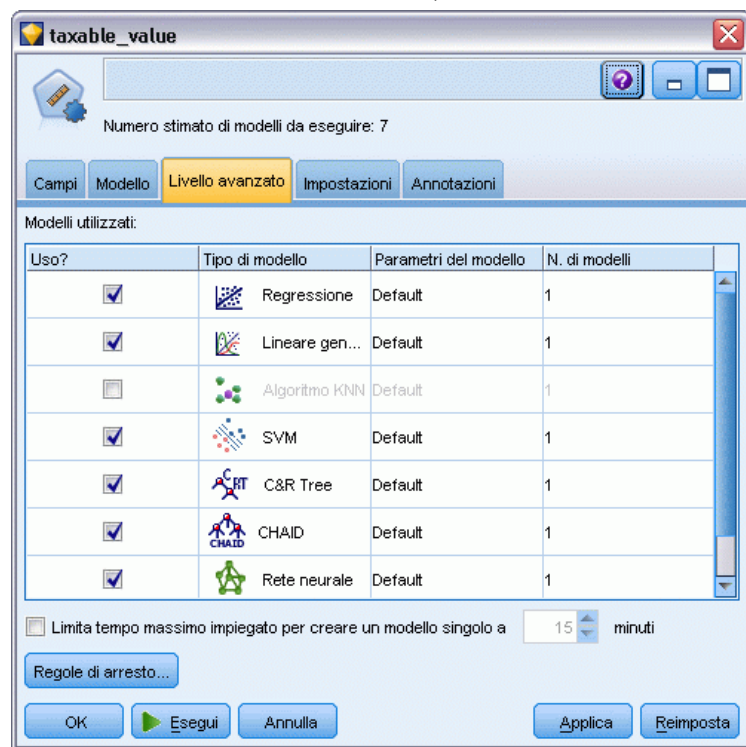 taxable_value
Numero stimato di modelli da eseguire: 7
Campi Modello Livello avanzato Impostazioni Annotazioni
Modelli utilizzati:
Uso? Tipo di modello Parametri del modello N. di modelli
Regressione Default 1
Lineare gen... Default 1
Algoritmo KNN Default 1
SVM Default 1
CRT C&R Tree Default 1
CHAID CHAID Default 1
Rete neurale Default 1
Limita tempo massimo impiegato per creare un modello singolo a 15 minuti
Regole di arresto...
OK Esegui Annulla Applica Reimposta